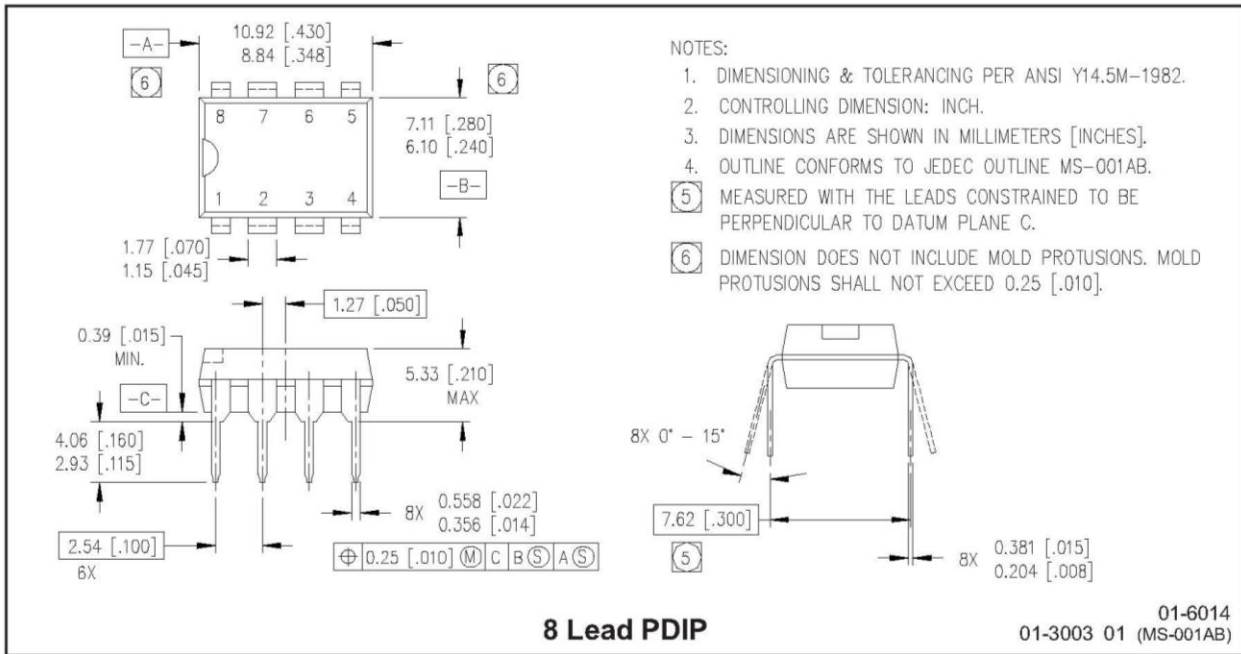 10.92 [.430]
8.84 [.348]
-A-
6
6
8 7 6 5
7.11 [.280]
6.10 [.240]
-B-
1 2 3 4
1.77 [.070]
1.15 [.045]
1.27 [.050]
0.39 [.015]
MIN.
5.33 [.210]
MAX
-C-
4.06 [.160]
2.93 [.115]
8X 0.558 [.022]
0.356 [.014]
2.54 [.100]
6X
⌖ 0.25 [.010] Ⓜ C B Ⓢ A Ⓢ
NOTES:
1. DIMENSIONING & TOLERANCING PER ANSI Y14.5M-1982.
2. CONTROLLING DIMENSION: INCH.
3. DIMENSIONS ARE SHOWN IN MILLIMETERS [INCHES].
4. OUTLINE CONFORMS TO JEDEC OUTLINE MS-001AB.
5 MEASURED WITH THE LEADS CONSTRAINED TO BE
PERPENDICULAR TO DATUM PLANE C.
6 DIMENSION DOES NOT INCLUDE MOLD PROTUSIONS. MOLD
PROTUSIONS SHALL NOT EXCEED 0.25 [.010].
8X 0° - 15°
7.62 [.300]
5
8X 0.381 [.015]
0.204 [.008]
8 Lead PDIP
01-6014
01-3003 01 (MS-001AB)